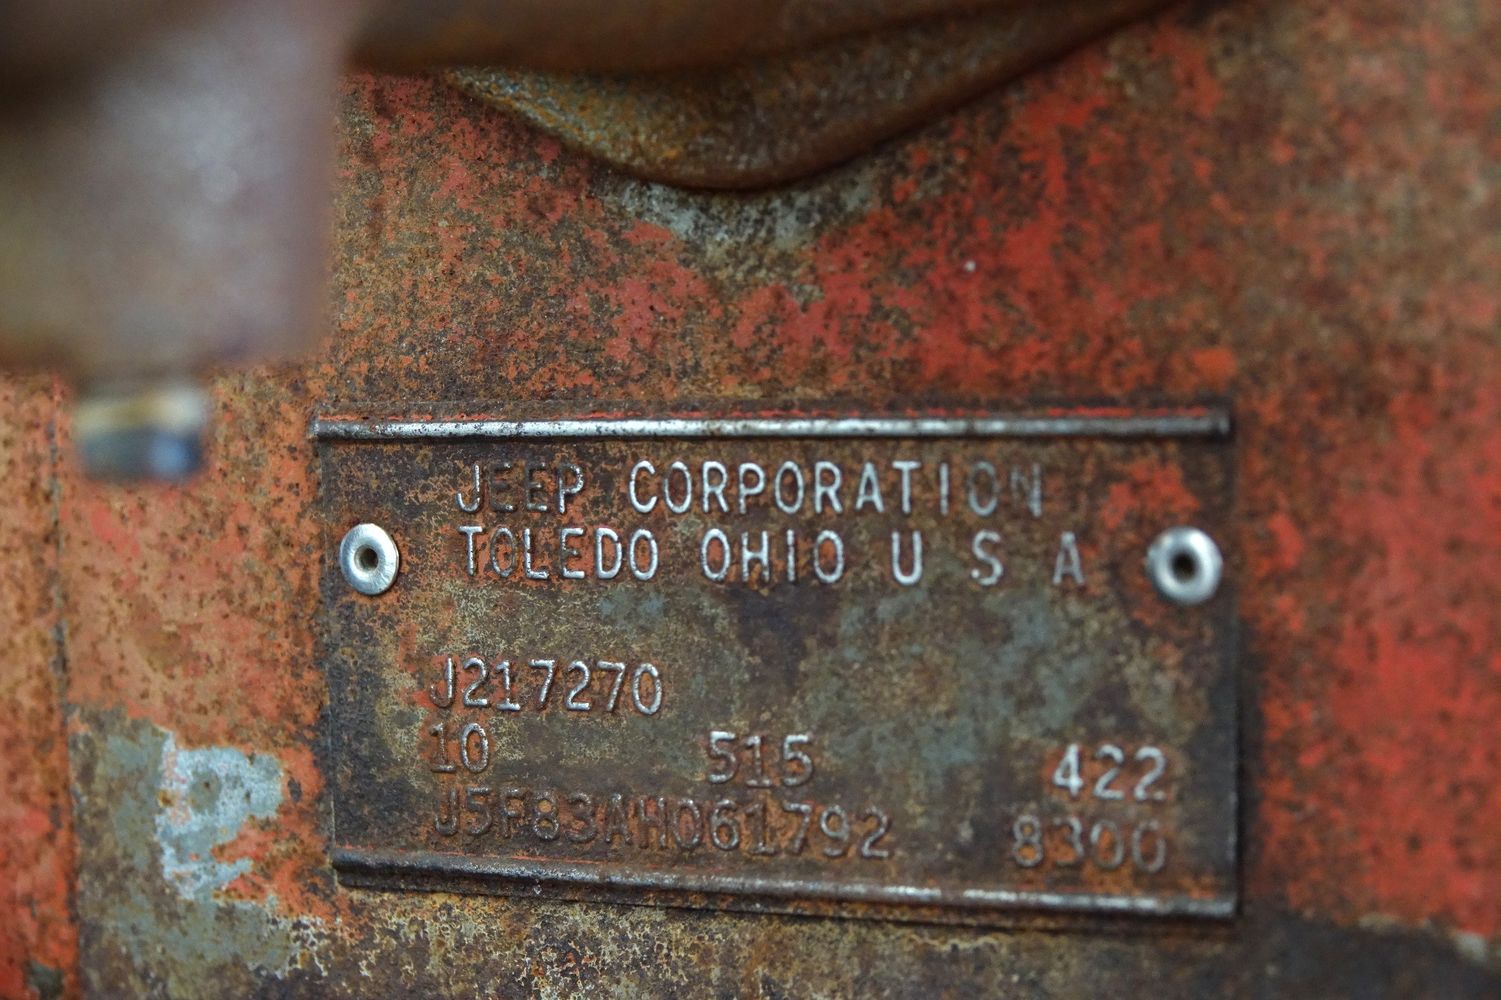 JEEP CORPORATION
TOLEDO OHIO U S A
J217270
10 515 422
J5F83AH061792 8300